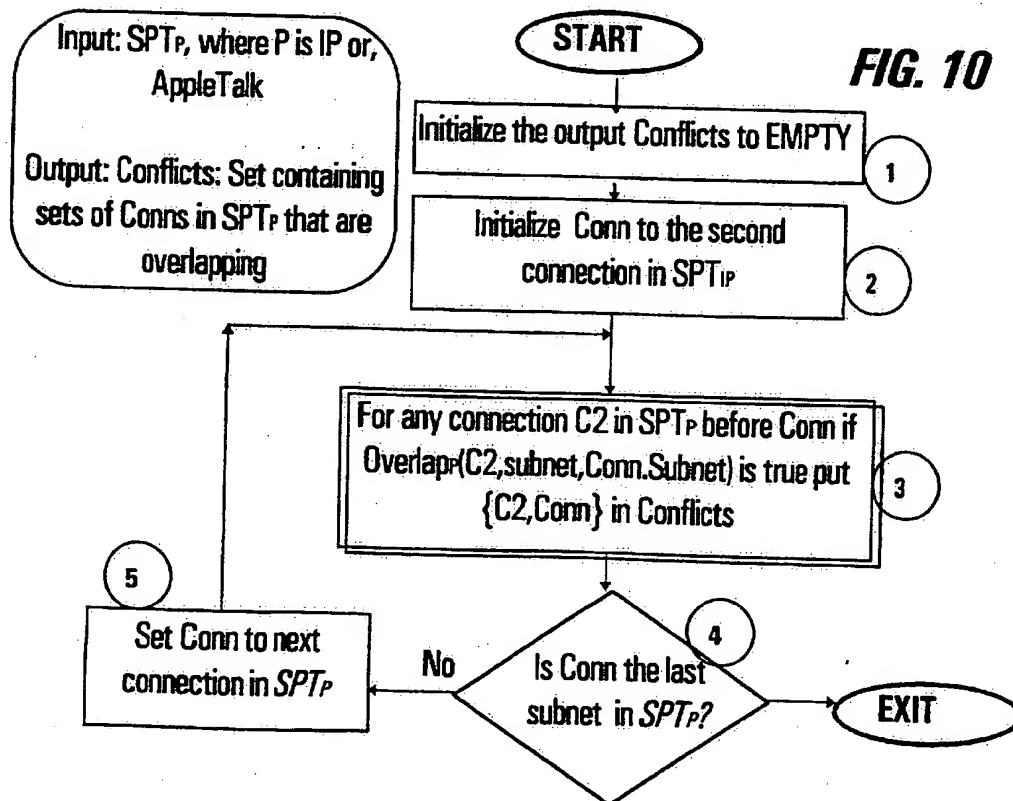 Input: SPTP, where P is IP or,
AppleTalk
Output: Conflicts: Set containing
sets of Conns in SPTP that are
overlapping
START
FIG. 10
Initialize the output Conflicts to EMPTY
1
Initialize Conn to the second
connection in SPTIP
2
For any connection C2 in SPTP before Conn if
OverlapP(C2,subnet,Conn.Subnet) is true put
{C2,Conn} in Conflicts
3
5
Set Conn to next
connection in SPTP
No
4
Is Conn the last
subnet in SPTP?
EXIT